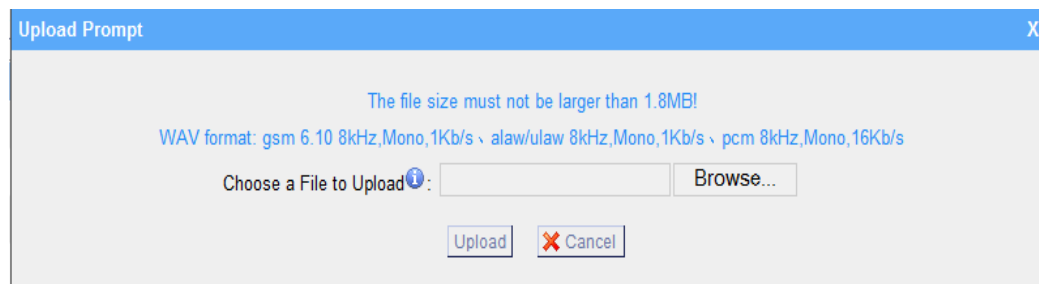 Upload Prompt X
The file size must not be larger than 1.8MB!
WAV format: gsm 6.10 8kHz,Mono,1Kb/s、alaw/ulaw 8kHz,Mono,1Kb/s、pcm 8kHz,Mono,16Kb/s
Choose a File to Upload i : Browse...
Upload Cancel